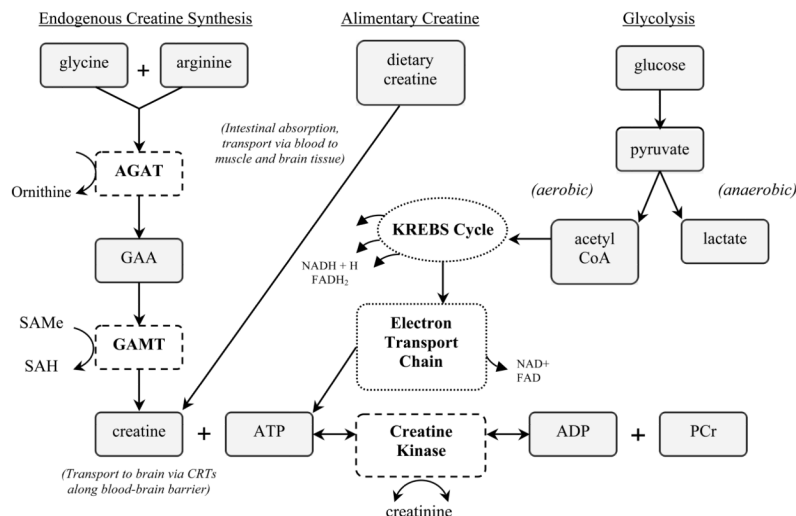 Endogenous Creatine Synthesis
Alimentary Creatine
Glycolysis
glycine
+
arginine
dietary
creatine
glucose
(Intestinal absorption,
transport via blood to
muscle and brain tissue)
pyruvate
AGAT
Ornithine
(aerobic)
(anaerobic)
KREBS Cycle
acetyl
CoA
lactate
GAA
NADH + H
FADH2
SAMe
GAMT
SAH
Electron
Transport
Chain
NAD+
FAD
creatine
+
ATP
Creatine
Kinase
ADP
+
PCr
(Transport to brain via CRTs
along blood-brain barrier)
creatinine